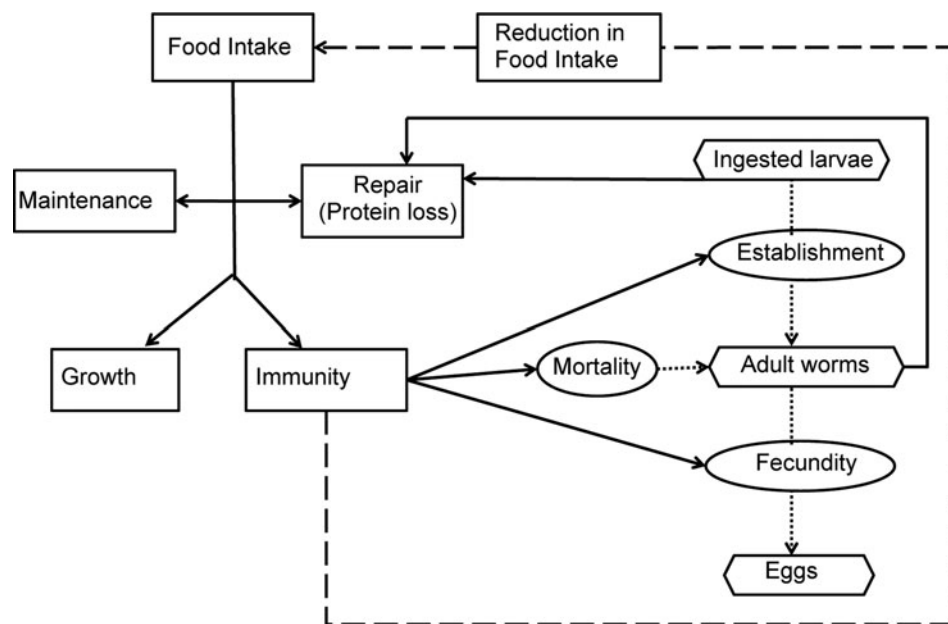 Food Intake
Reduction in
Food Intake
Ingested larvae
Maintenance
Repair
(Protein loss)
Establishment
Growth
Immunity
Mortality
Adult worms
Fecundity
Eggs